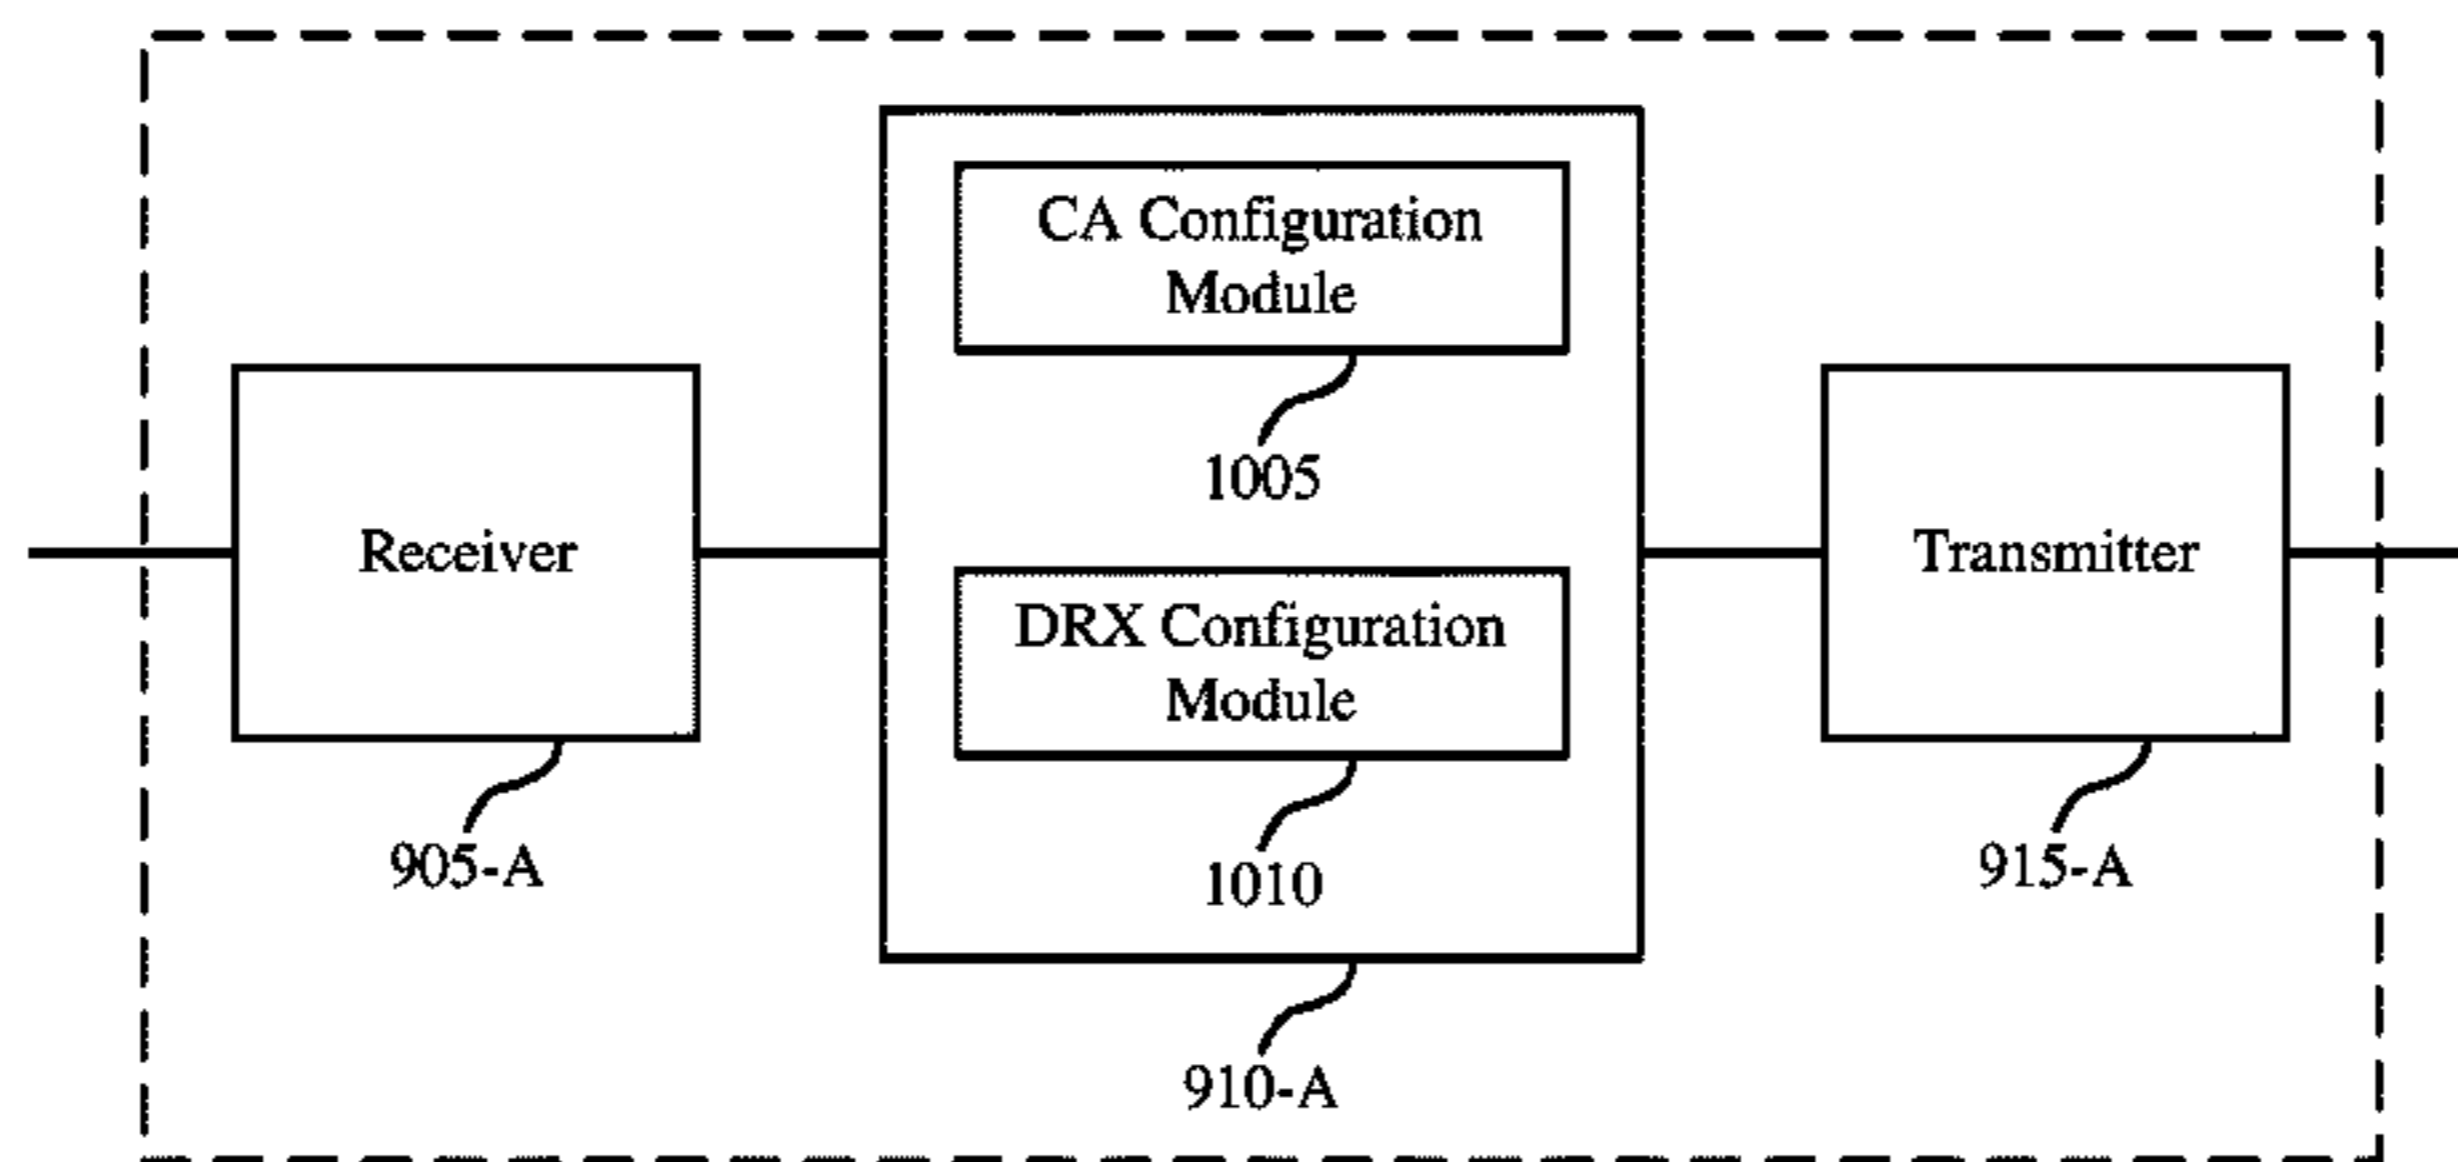 CA Configuration
Module
1005
Receiver
905-A
DRX Configuration
Module
1010
910-A
Transmitter
915-A